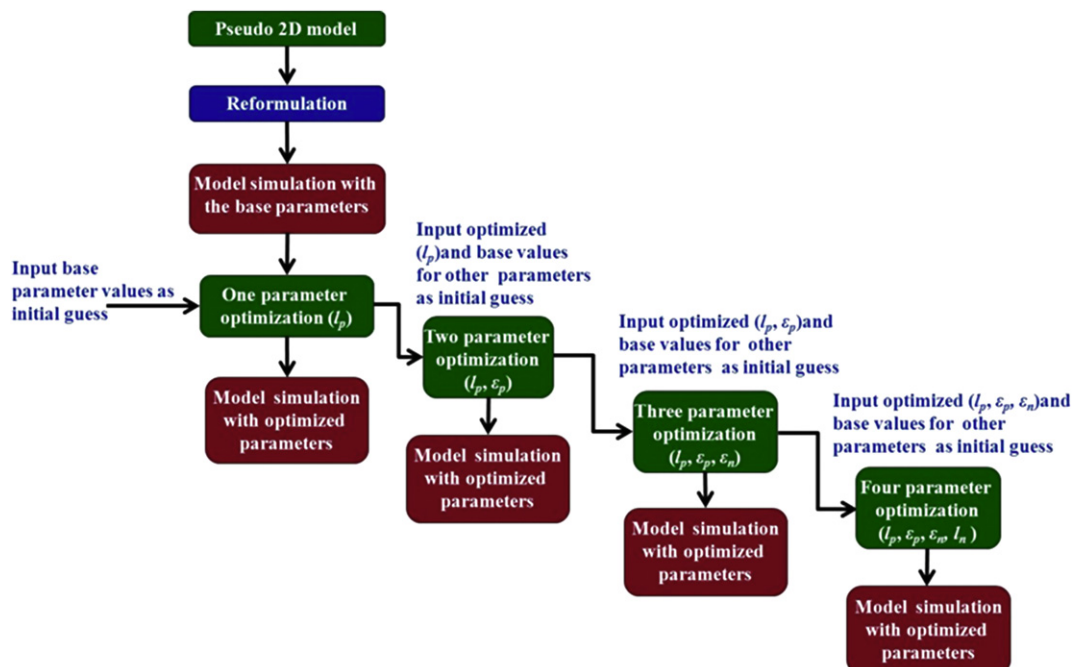 Pseudo 2D model
Reformulation
Model simulation with
the base parameters
Input base
parameter values as
initial guess
One parameter
optimization (lp)
Model simulation
with optimized
parameters
Input optimized
(lp)and base values
for other parameters
as initial guess
Two parameter
optimization
(lp, εp)
Model simulation
with optimized
parameters
Input optimized (lp, εp)and
base values for other
parameters as initial guess
Three parameter
optimization
(lp, εp, εn)
Model simulation
with optimized
parameters
Input optimized (lp, εp, εn)and
base values for other
parameters as initial guess
Four parameter
optimization
(lp, εp, εn, ln )
Model simulation
with optimized
parameters